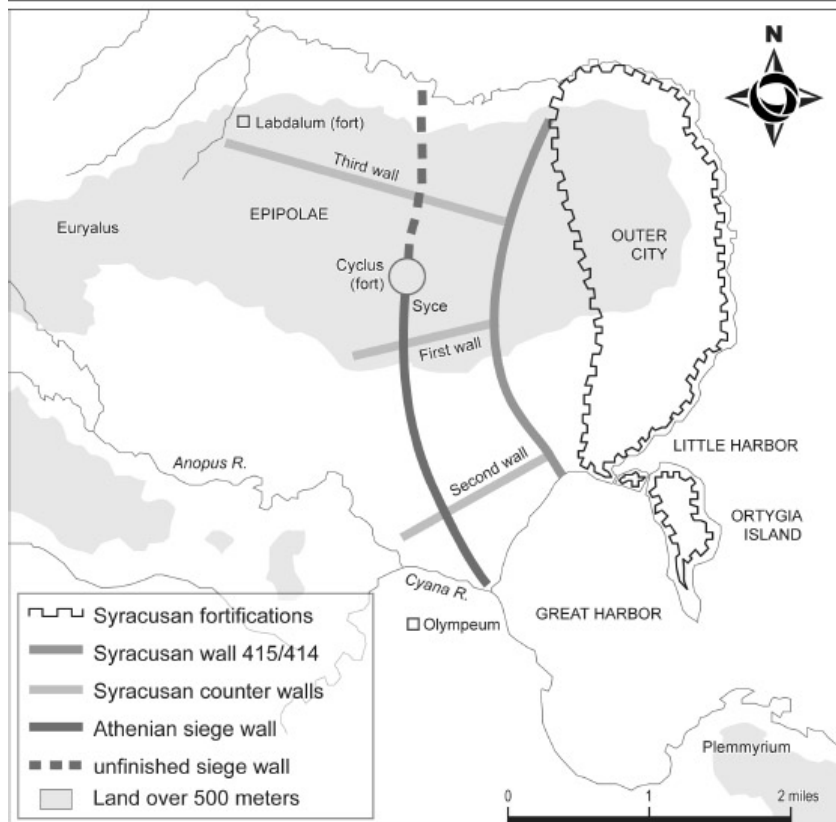 N
Labdalum (fort)
Third wall
Euryalus
EPIPOLAE
OUTER
CITY
Cyclus
(fort)
Syce
First wall
LITTLE HARBOR
Anopus R.
Second wall
ORTYGIA
ISLAND
Cyana R.
GREAT HARBOR
Olympeum
Syracusan fortifications
Syracusan wall 415/414
Syracusan counter walls
Athenian siege wall
unfinished siege wall
Land over 500 meters
Plemmyrium
0 1 2 miles